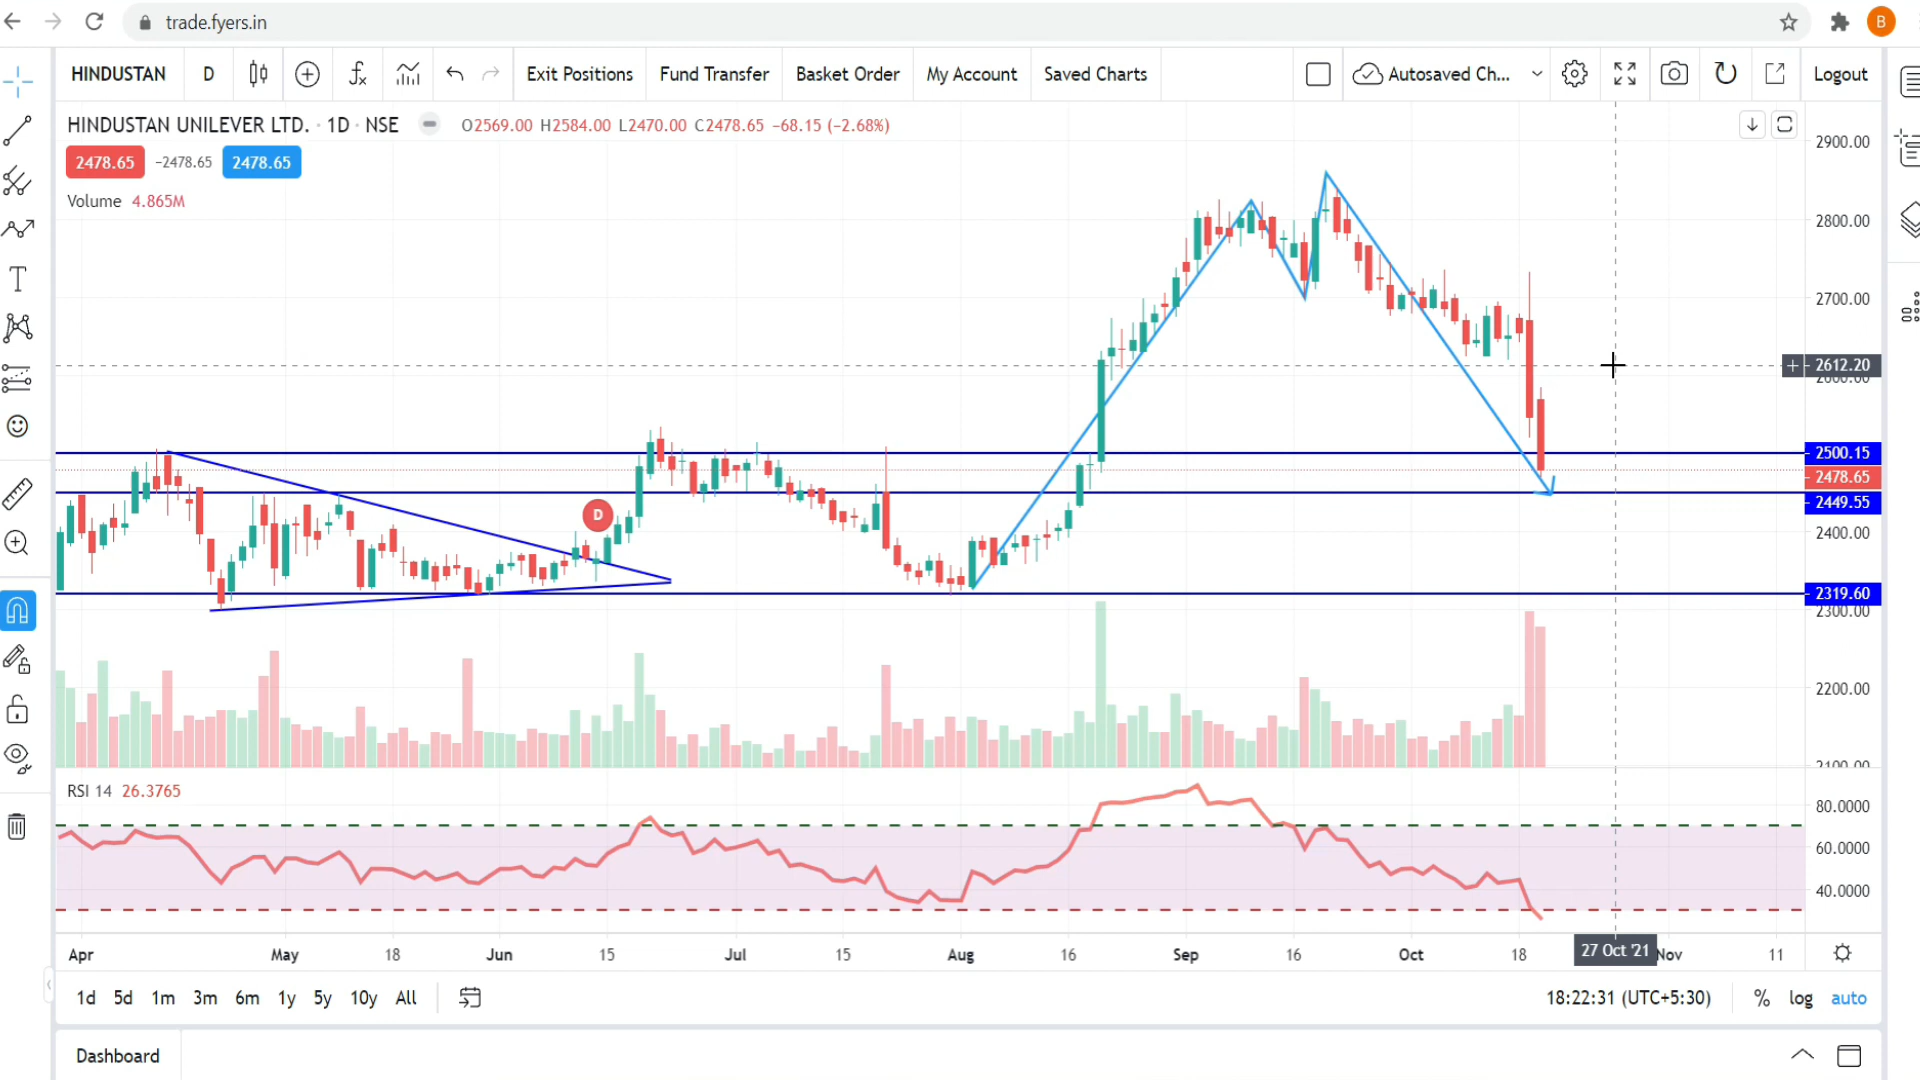 trade.fyers.in
B
HINDUSTAN D Exit Positions Fund Transfer Basket Order My Account Saved Charts Autosaved Ch... Logout
HINDUSTAN UNILEVER LTD. · 1D · NSE O2569.00 H2584.00 L2470.00 C2478.65 −68.15 (−2.68%)
2478.65 −2478.65 2478.65
Volume 4.865M
2900.00
2800.00
2700.00
2612.20
2600.00
2500.15
2478.65
2449.55
2400.00
2319.60
2300.00
2200.00
2100.00
D
RSI 14 26.3765
80.0000
60.0000
40.0000
Apr May 18 Jun 15 Jul 15 Aug 16 Sep 16 Oct 18 27 Oct '21 Nov 11
1d 5d 1m 3m 6m 1y 5y 10y All 18:22:31 (UTC+5:30) % log auto
Dashboard